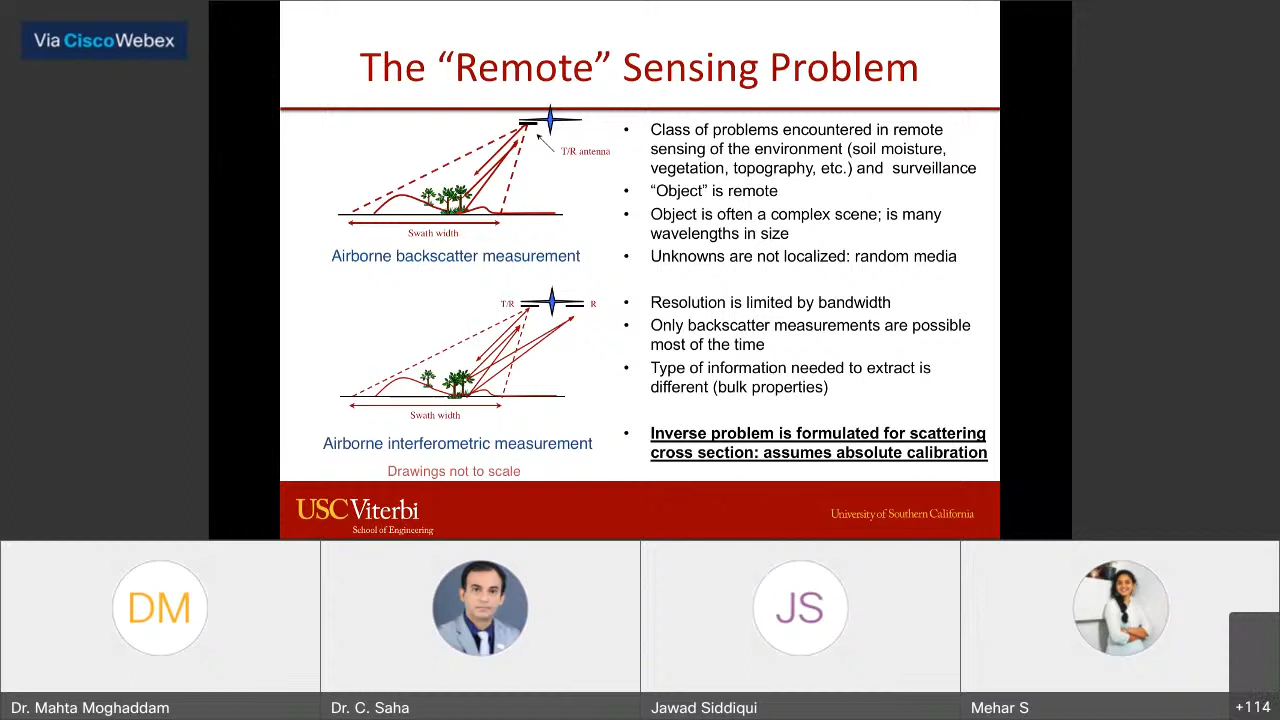 Via Cisco Webex
The “Remote” Sensing Problem
T/R antenna
Swath width
Airborne backscatter measurement
T/R
R
Swath width
Airborne interferometric measurement
Drawings not to scale
• Class of problems encountered in remote
sensing of the environment (soil moisture,
vegetation, topography, etc.) and surveillance
• “Object” is remote
• Object is often a complex scene; is many
wavelengths in size
• Unknowns are not localized: random media
• Resolution is limited by bandwidth
• Only backscatter measurements are possible
most of the time
• Type of information needed to extract is
different (bulk properties)
• Inverse problem is formulated for scattering
cross section: assumes absolute calibration
USC Viterbi
School of Engineering
University of Southern California
DM
JS
Dr. Mahta Moghaddam
Dr. C. Saha
Jawad Siddiqui
Mehar S
+114